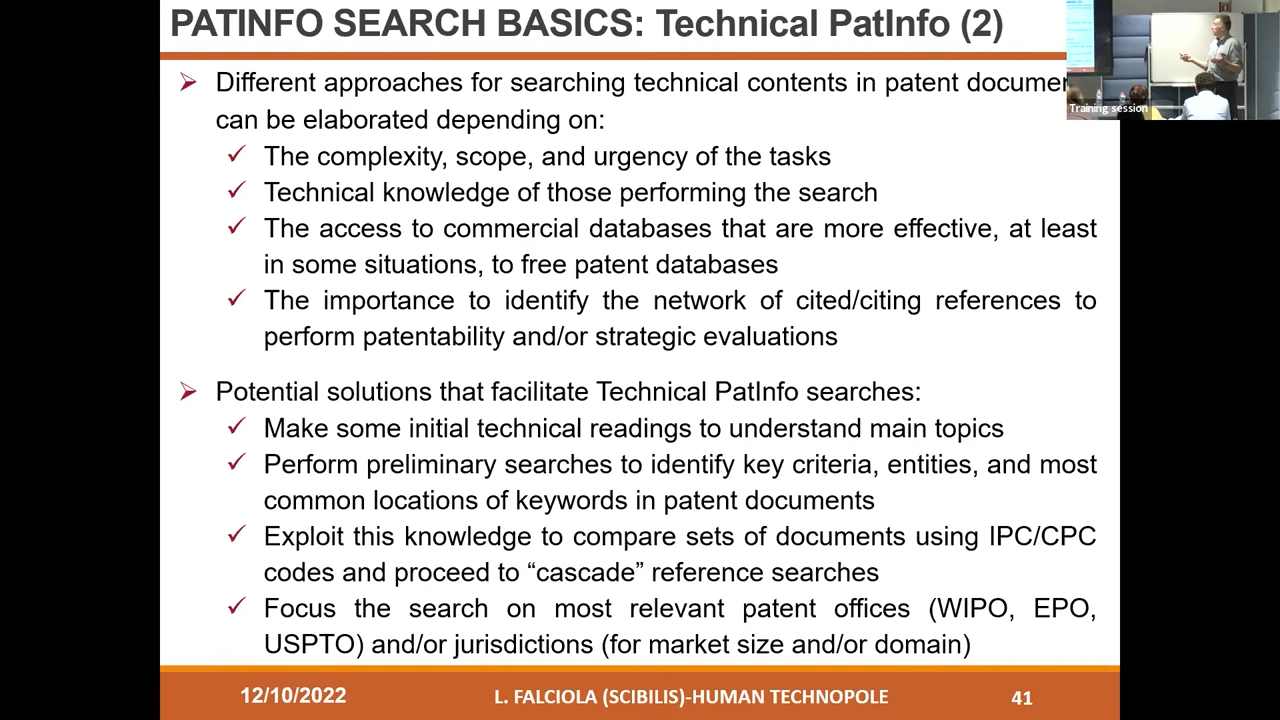 PATINFO SEARCH BASICS: Technical PatInfo (2)
Different approaches for searching technical contents in patent
can be elaborated depending on:
The complexity, scope, and urgency of the tasks
Technical knowledge of those performing the search
The access to commercial databases that are more effective, at least
in some situations, to free patent databases
The importance to identify the network of cited/citing references to
perform patentability and/or strategic evaluations
Potential solutions that facilitate Technical PatInfo searches:
Make some initial technical readings to understand main topics
Perform preliminary searches to identify key criteria, entities, and most
common locations of keywords in patent documents
Exploit this knowledge to compare sets of documents using IPC/CPC
codes and proceed to “cascade” reference searches
Focus the search on most relevant patent offices (WIPO, EPO,
USPTO) and/or jurisdictions (for market size and/or domain)
12/10/2022 L. FALCIOLA (SCIBILIS)-HUMAN TECHNOPOLE 41
Training session